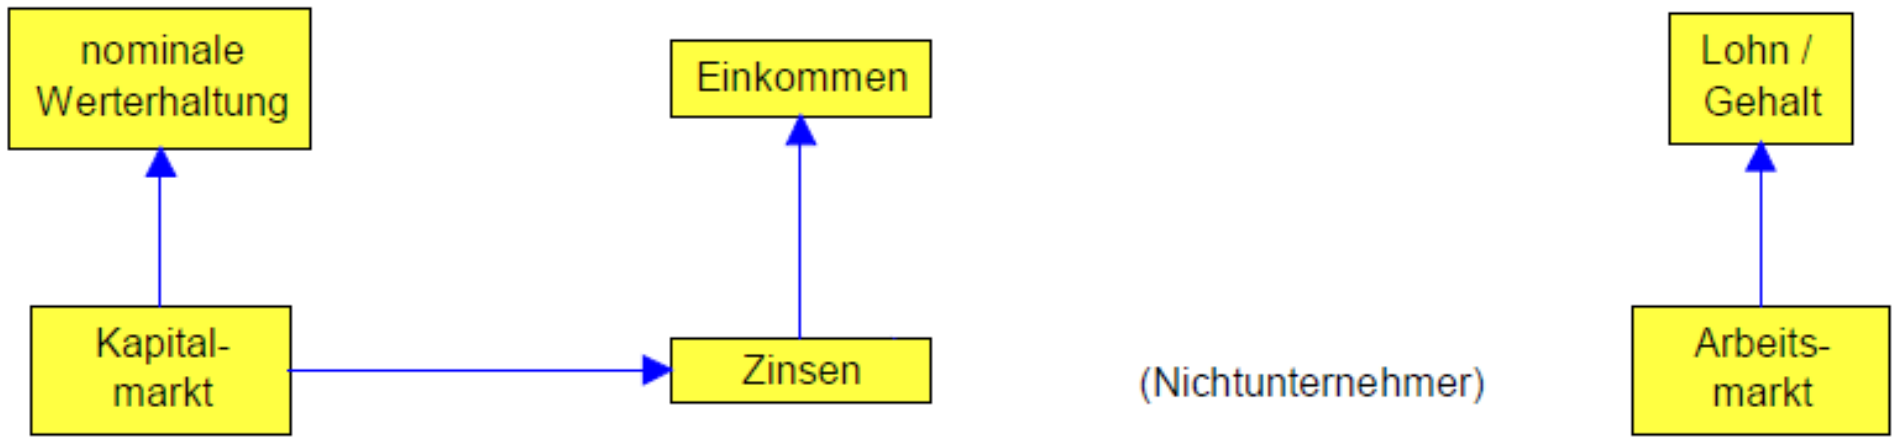 nominale
Werterhaltung
Einkommen
Lohn /
Gehalt
Kapital-
markt
Zinsen
(Nichtunternehmer)
Arbeits-
markt